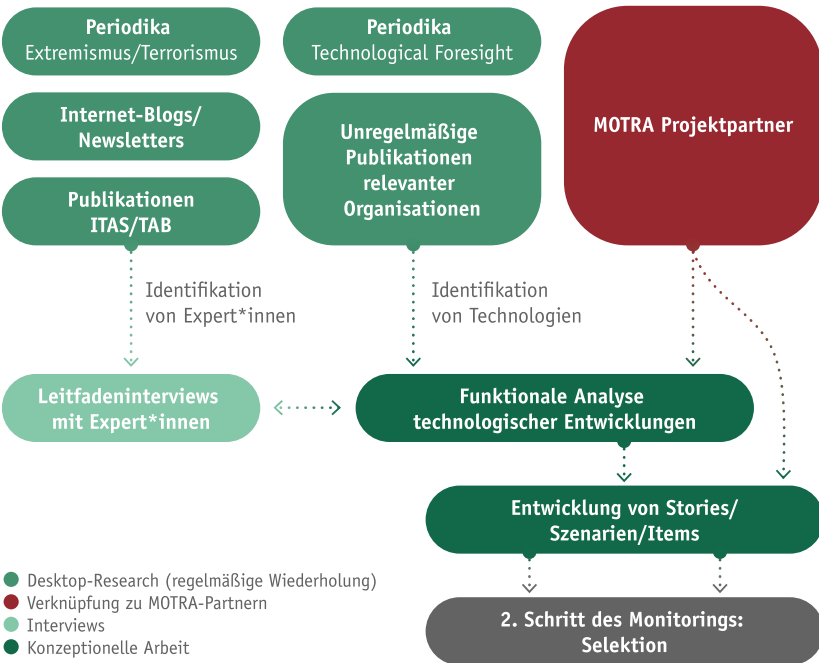 Periodika
Extremismus/Terrorismus
Internet-Blogs/
Newsletters
Publikationen
ITAS/TAB
Periodika
Technological Foresight
Unregelmäßige
Publikationen
relevanter
Organisationen
MOTRA Projektpartner
Identifikation
von Expert*innen
Identifikation
von Technologien
Leitfadeninterviews
mit Expert*innen
Funktionale Analyse
technologischer Entwicklungen
Entwicklung von Stories/
Szenarien/Items
2. Schritt des Monitorings:
Selektion
Desktop-Research (regelmäßige Wiederholung)
Verknüpfung zu MOTRA-Partnern
Interviews
Konzeptionelle Arbeit